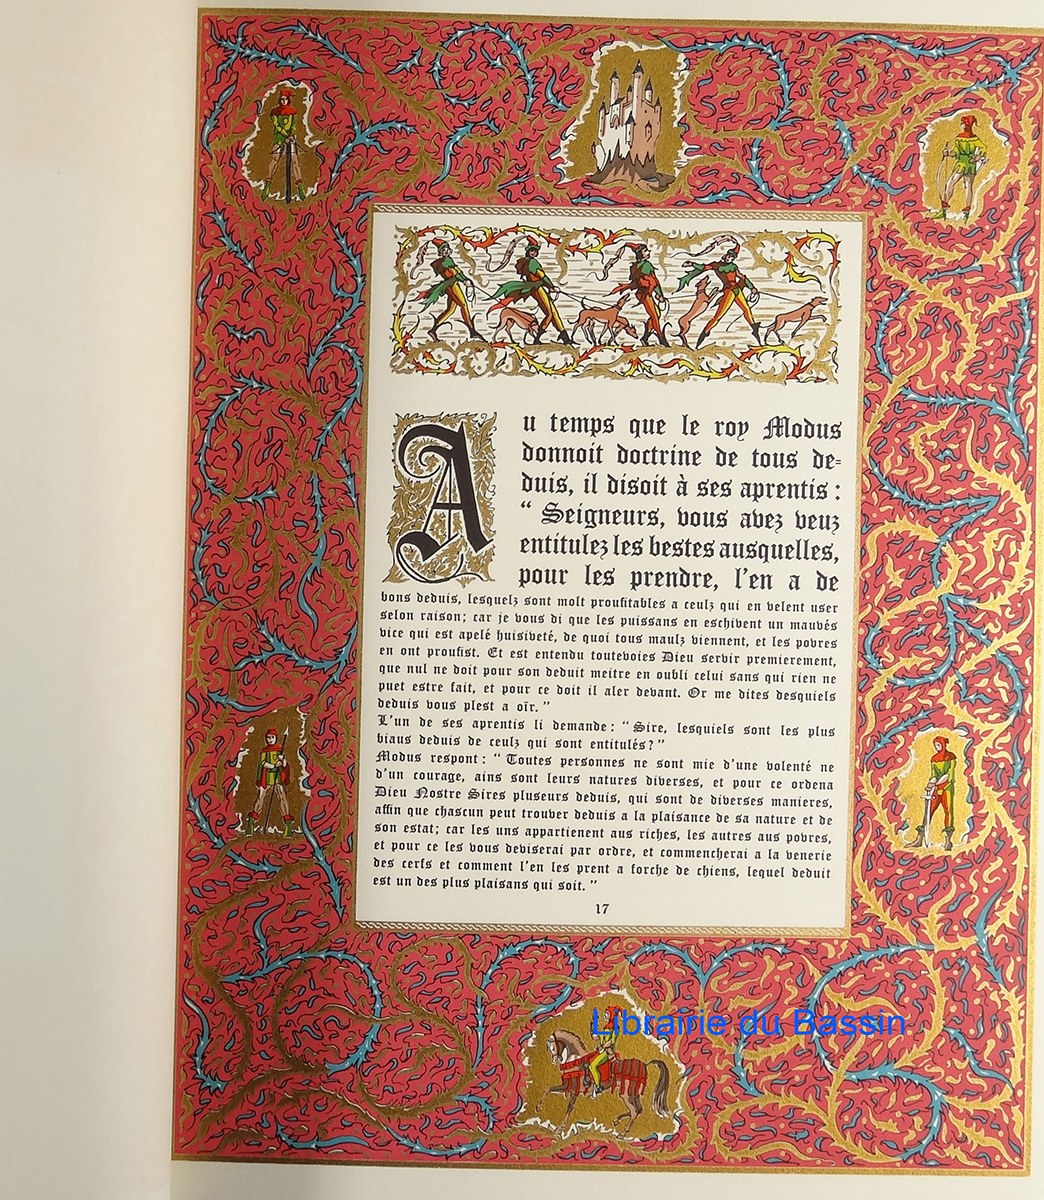 Au temps que le roy Modus
donnoit doctrine de tous de=
duis, il disoit à ses aprentis :
“ Seigneurs, vous avez veuz
entitulez les bestes ausquelles,
pour les prendre, l'en a de
bons deduis, lesquelz sont molt proufitables a ceulz qui en velent user
selon raison; car je vous di que les puissans en eschivent un mauvés
vice qui est apelé huisiveté, de quoi tous maulz viennent, et les povres
en ont proufist. Et est entendu toutevoies Dieu servir premierement,
que nul ne doit pour son deduit meitre en oubli celui sans qui rien ne
puet estre fait, et pour ce doit il aler devant. Or me dites desquiels
deduis vous plest a oïr. ”
L'un de ses aprentis li demande : “ Sire, lesquiels sont les plus
biaus deduis de ceulz qui sont entitulés ? ”
Modus respont : “ Toutes personnes ne sont mie d'une volenté ne
d'un courage, ains sont leurs natures diverses, et pour ce ordena
Dieu Nostre Sires pluseurs deduis, qui sont de diverses manieres,
affin que chascun peut trouver deduis a la plaisance de sa nature et de
son estat; car les uns appartienent aus riches, les autres aus povres,
et pour ce les vous deviserai par ordre, et commencherai a la venerie
des cerfs et comment l'en les prent a forche de chiens, lequel deduit
est un des plus plaisans qui soit. ”
17
Librairie du Bassin